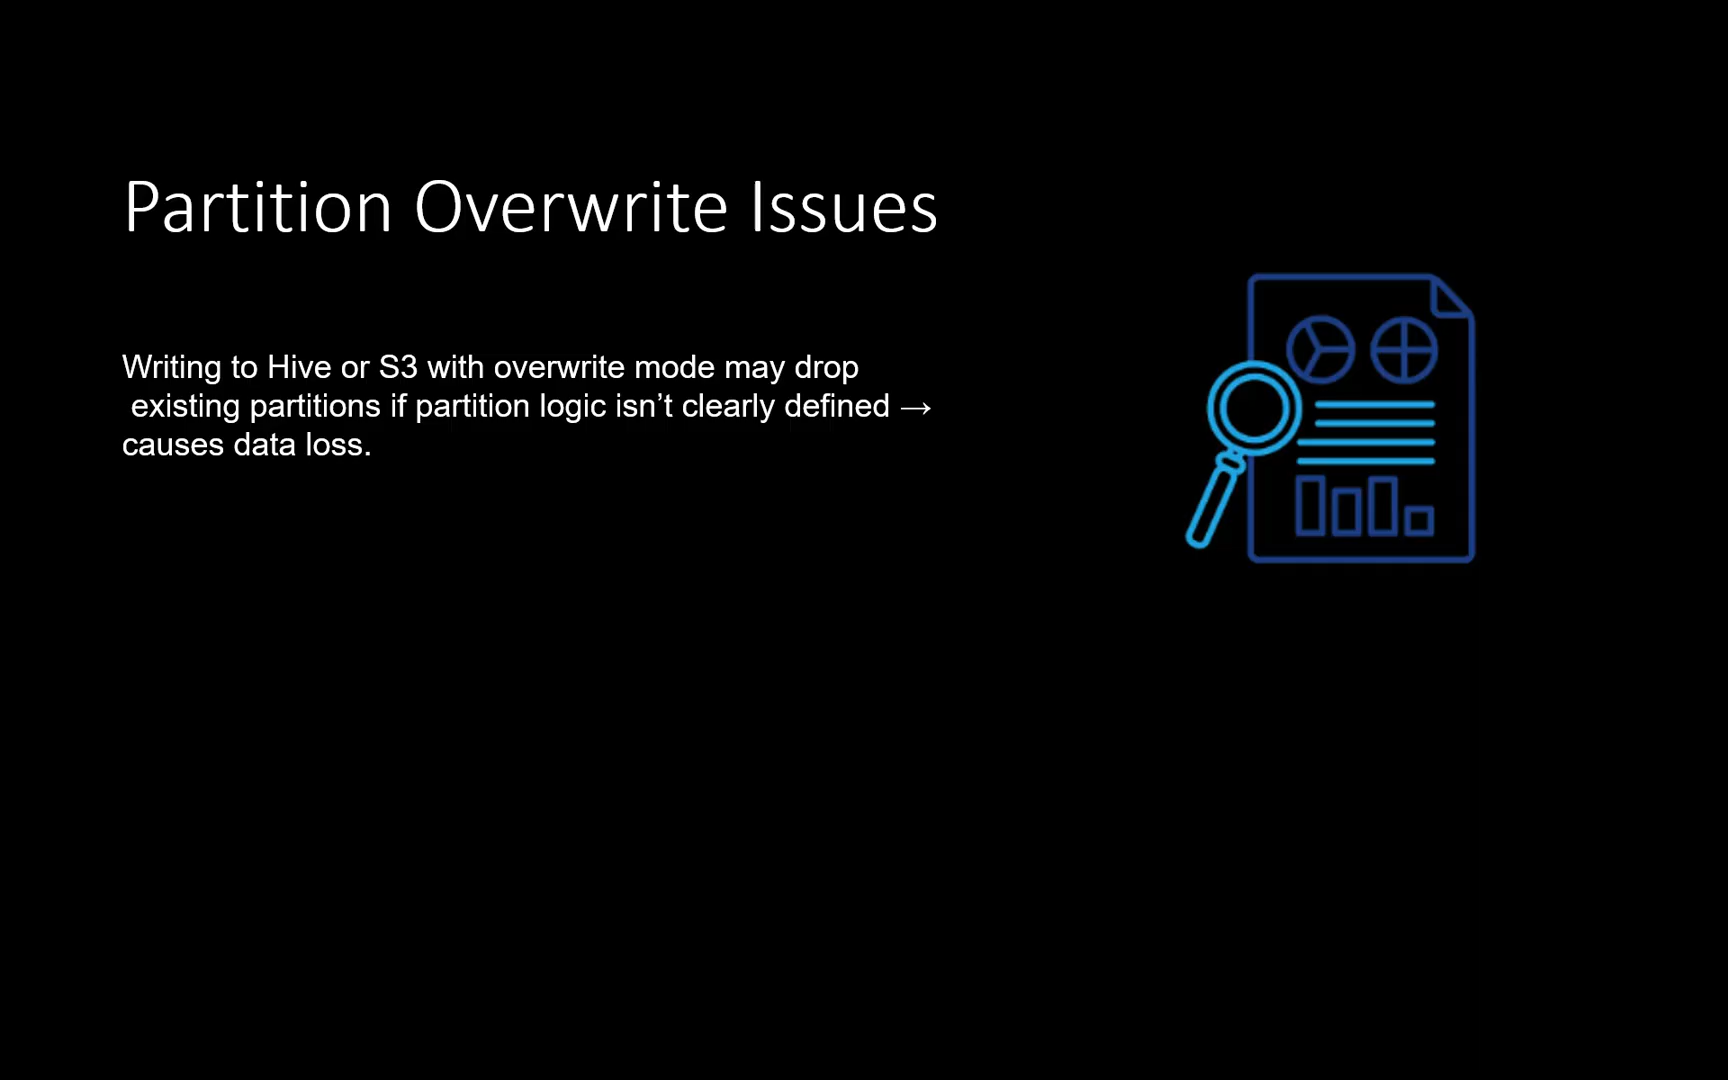 Partition Overwrite Issues
Writing to Hive or S3 with overwrite mode may drop
existing partitions if partition logic isn’t clearly defined →
causes data loss.